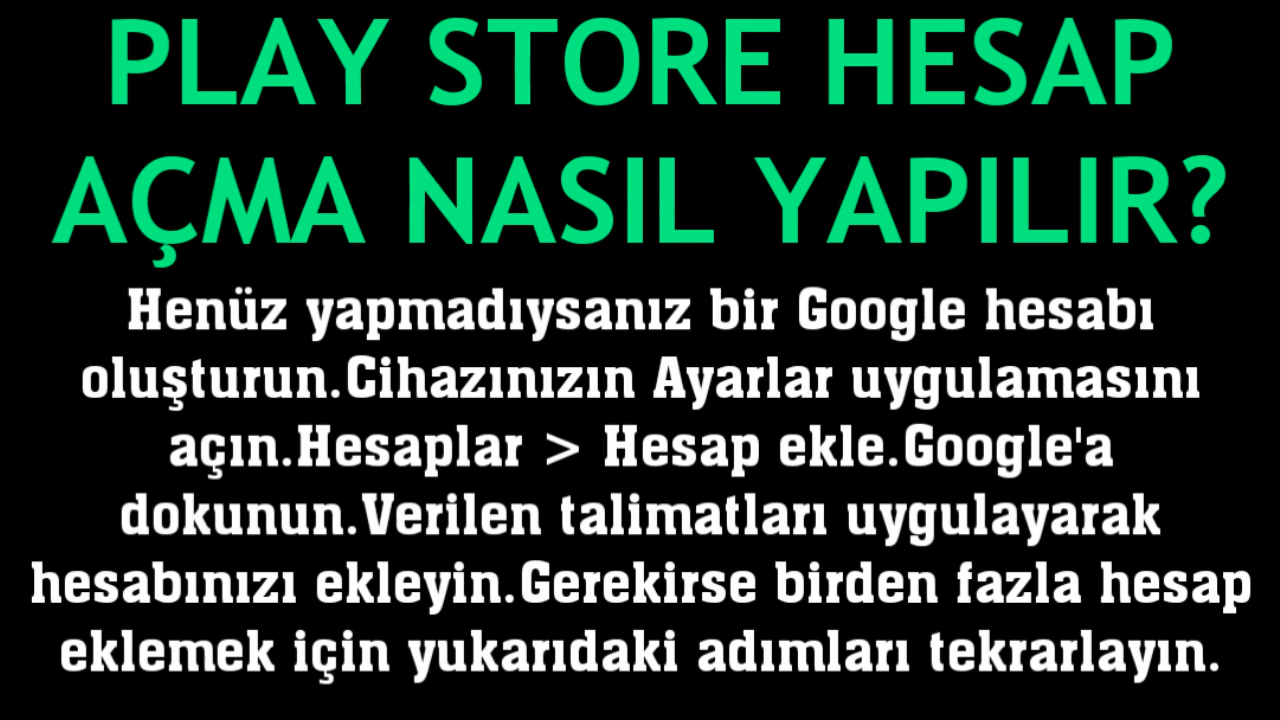 PLAY STORE HESAP
AÇMA NASIL YAPILIR?
Henüz yapmadıysanız bir Google hesabı
oluşturun.Cihazınızın Ayarlar uygulamasını
açın.Hesaplar > Hesap ekle.Google'a
dokunun.Verilen talimatları uygulayarak
hesabınızı ekleyin.Gerekirse birden fazla hesap
eklemek için yukarıdaki adımları tekrarlayın.